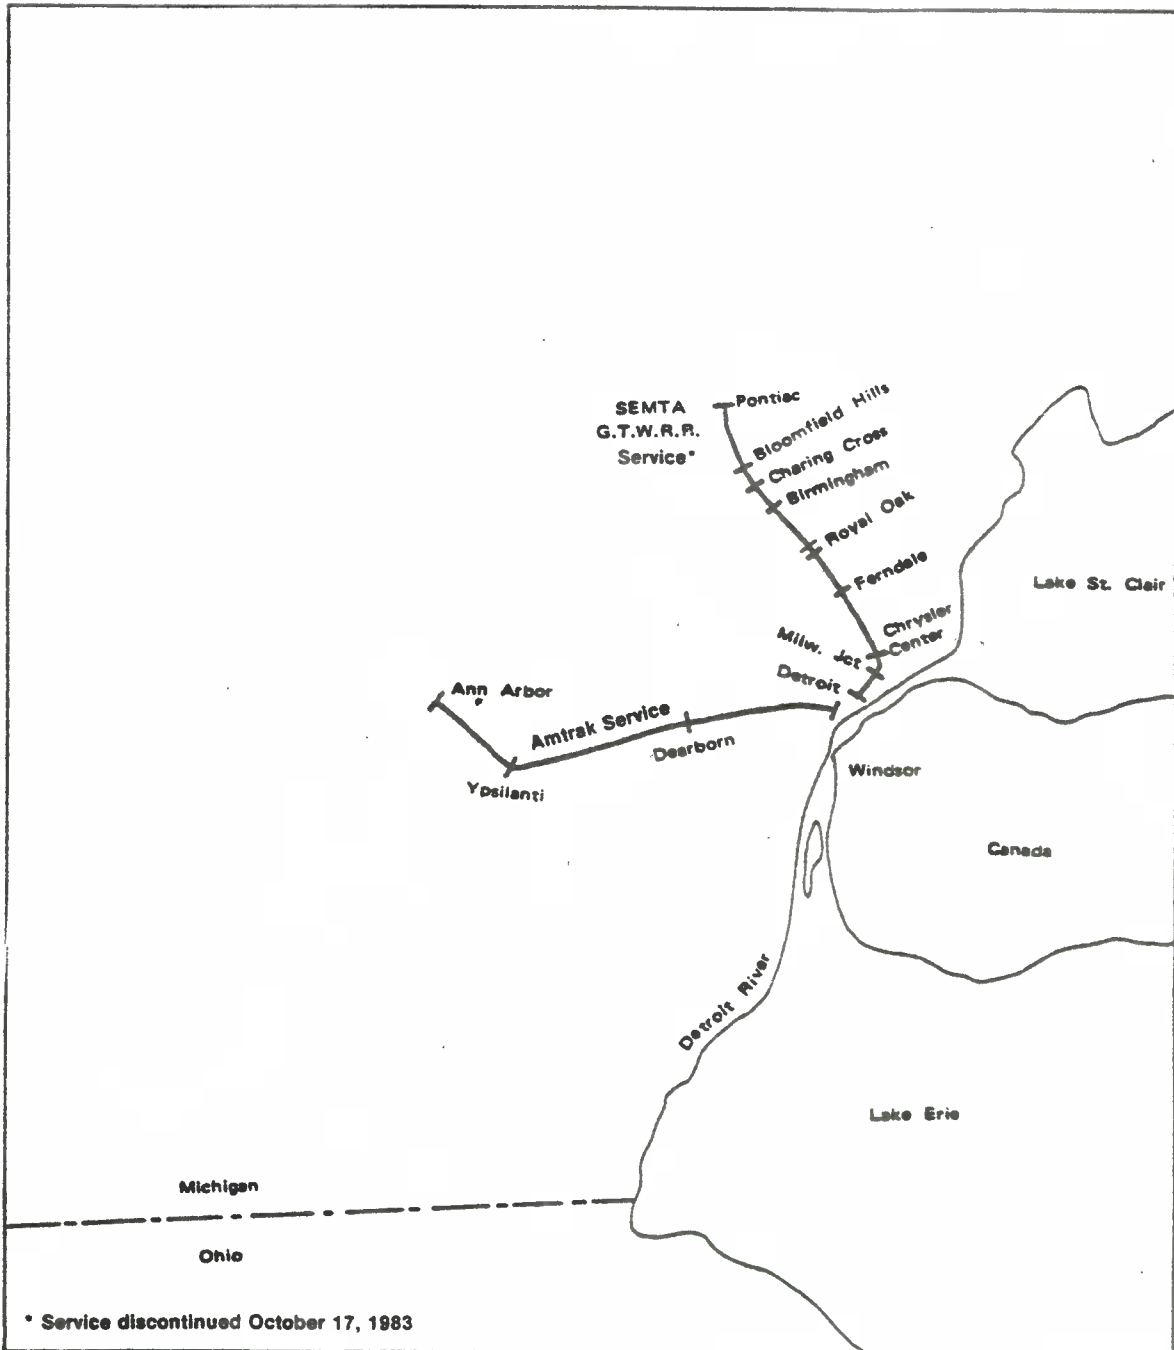 SEMTA
G.T.W.R.R.
Service*
Pontiac
Bloomfield Hills
Charing Cross
Birmingham
Royal Oak
Ferndale
Chrysler
Center
Milw. Jct
Detroit
Lake St. Clair
Ann Arbor
Amtrak Service
Dearborn
Ypsilanti
Windsor
Canada
Detroit River
Lake Erie
Michigan
Ohio
* Service discontinued October 17, 1983